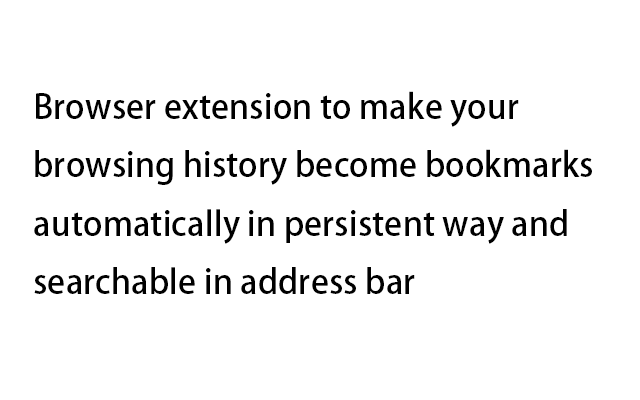 Browser extension to make your
browsing history become bookmarks
automatically in persistent way and
searchable in address bar